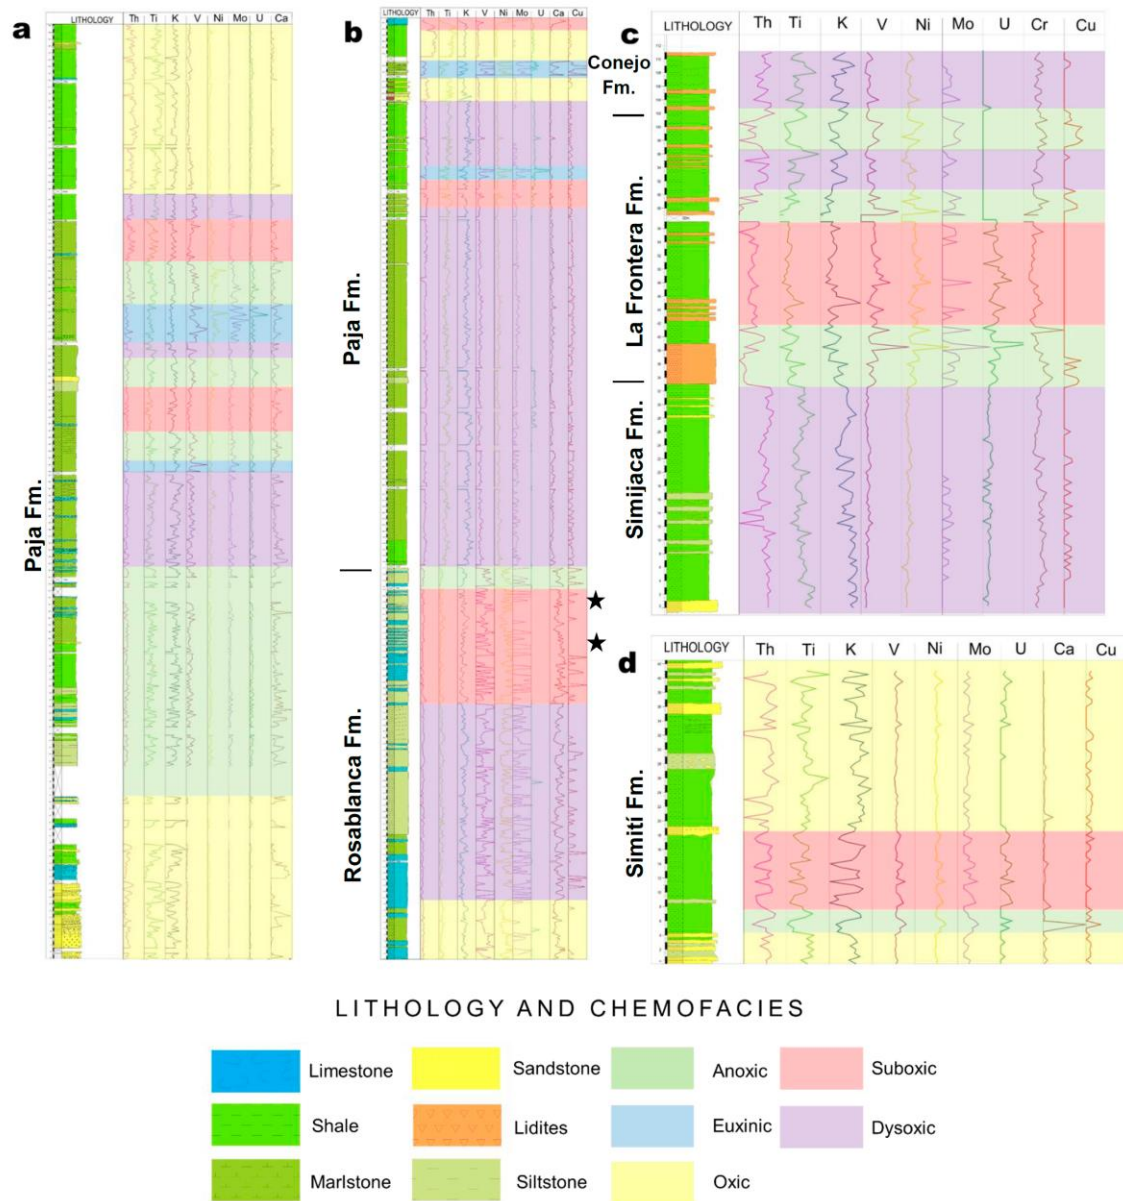 a
LITHOLOGY
Th Ti K V Ni Mo U Ca
Paja Fm.
b
LITHOLOGY
Th Ti K V Ni Mo U Ca Cu
Paja Fm.
Rosablanca Fm.
★
★
c
LITHOLOGY
Th Ti K V Ni Mo U Cr Cu
Conejo
Fm.
La Frontera Fm.
Simijaca Fm.
d
LITHOLOGY
Th Ti K V Ni Mo U Ca Cu
Simití Fm.
LITHOLOGY AND CHEMOFACIES
Limestone
Sandstone
Anoxic
Suboxic
Shale
Lidites
Euxinic
Dysoxic
Marlstone
Siltstone
Oxic